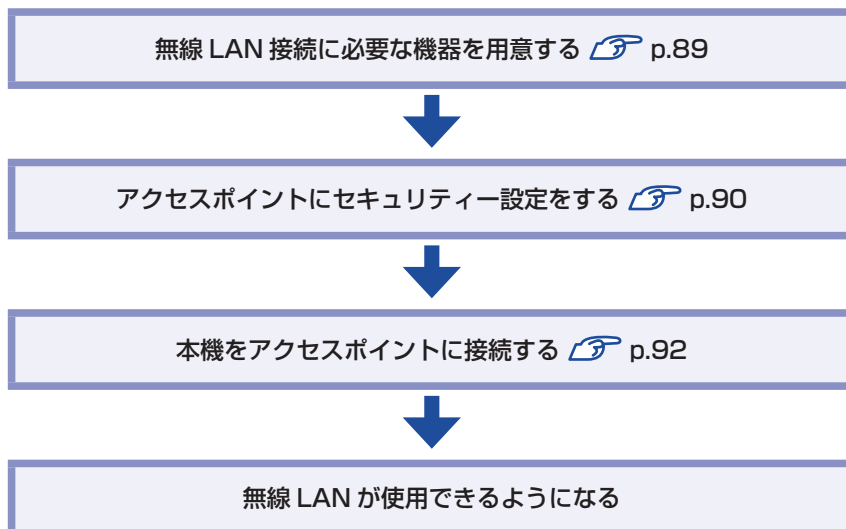 無線 LAN 接続に必要な機器を用意する p.89
アクセスポイントにセキュリティー設定をする p.90
本機をアクセスポイントに接続する p.92
無線 LAN が使用できるようになる